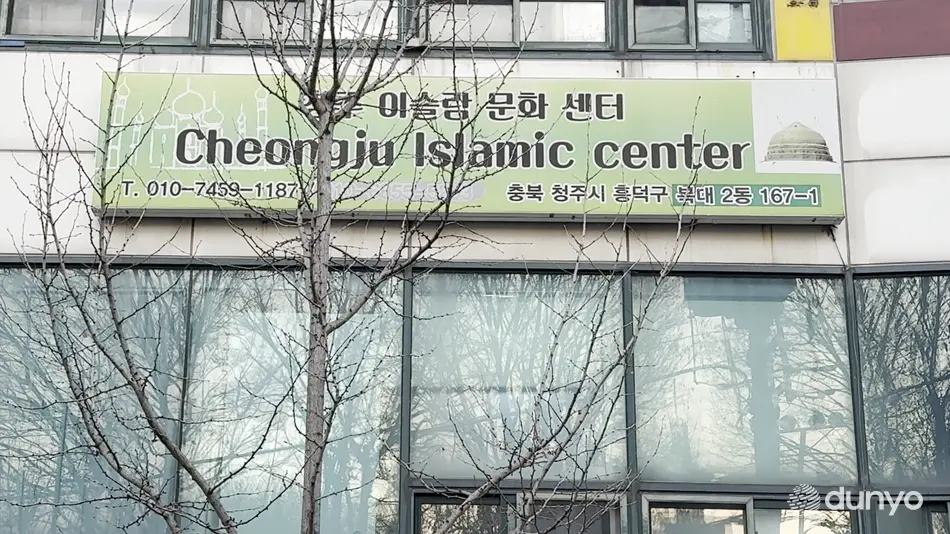 이슬람 문화 센터
Cheongju Islamic center
T. 010-7459-1187
충북 청주시 흥덕구 복대 2동 167-1
dunyo